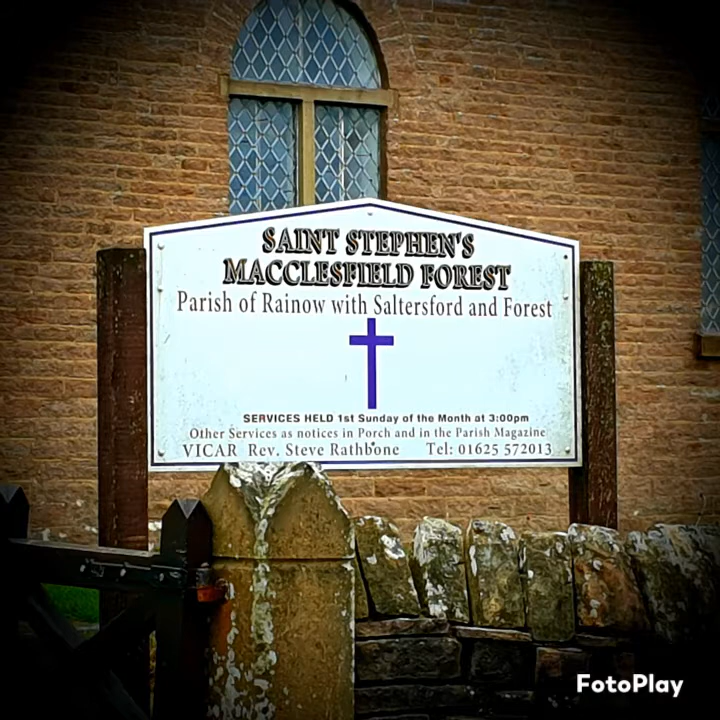 SAINT STEPHEN'S
MACCLESFIELD FOREST
Parish of Rainow with Saltersford and Forest
SERVICES HELD 1st Sunday of the Month at 3:00pm
Other Services as notices in Porch and in the Parish Magazine
VICAR Rev. Steve Rathbone Tel: 01625 572013
FotoPlay